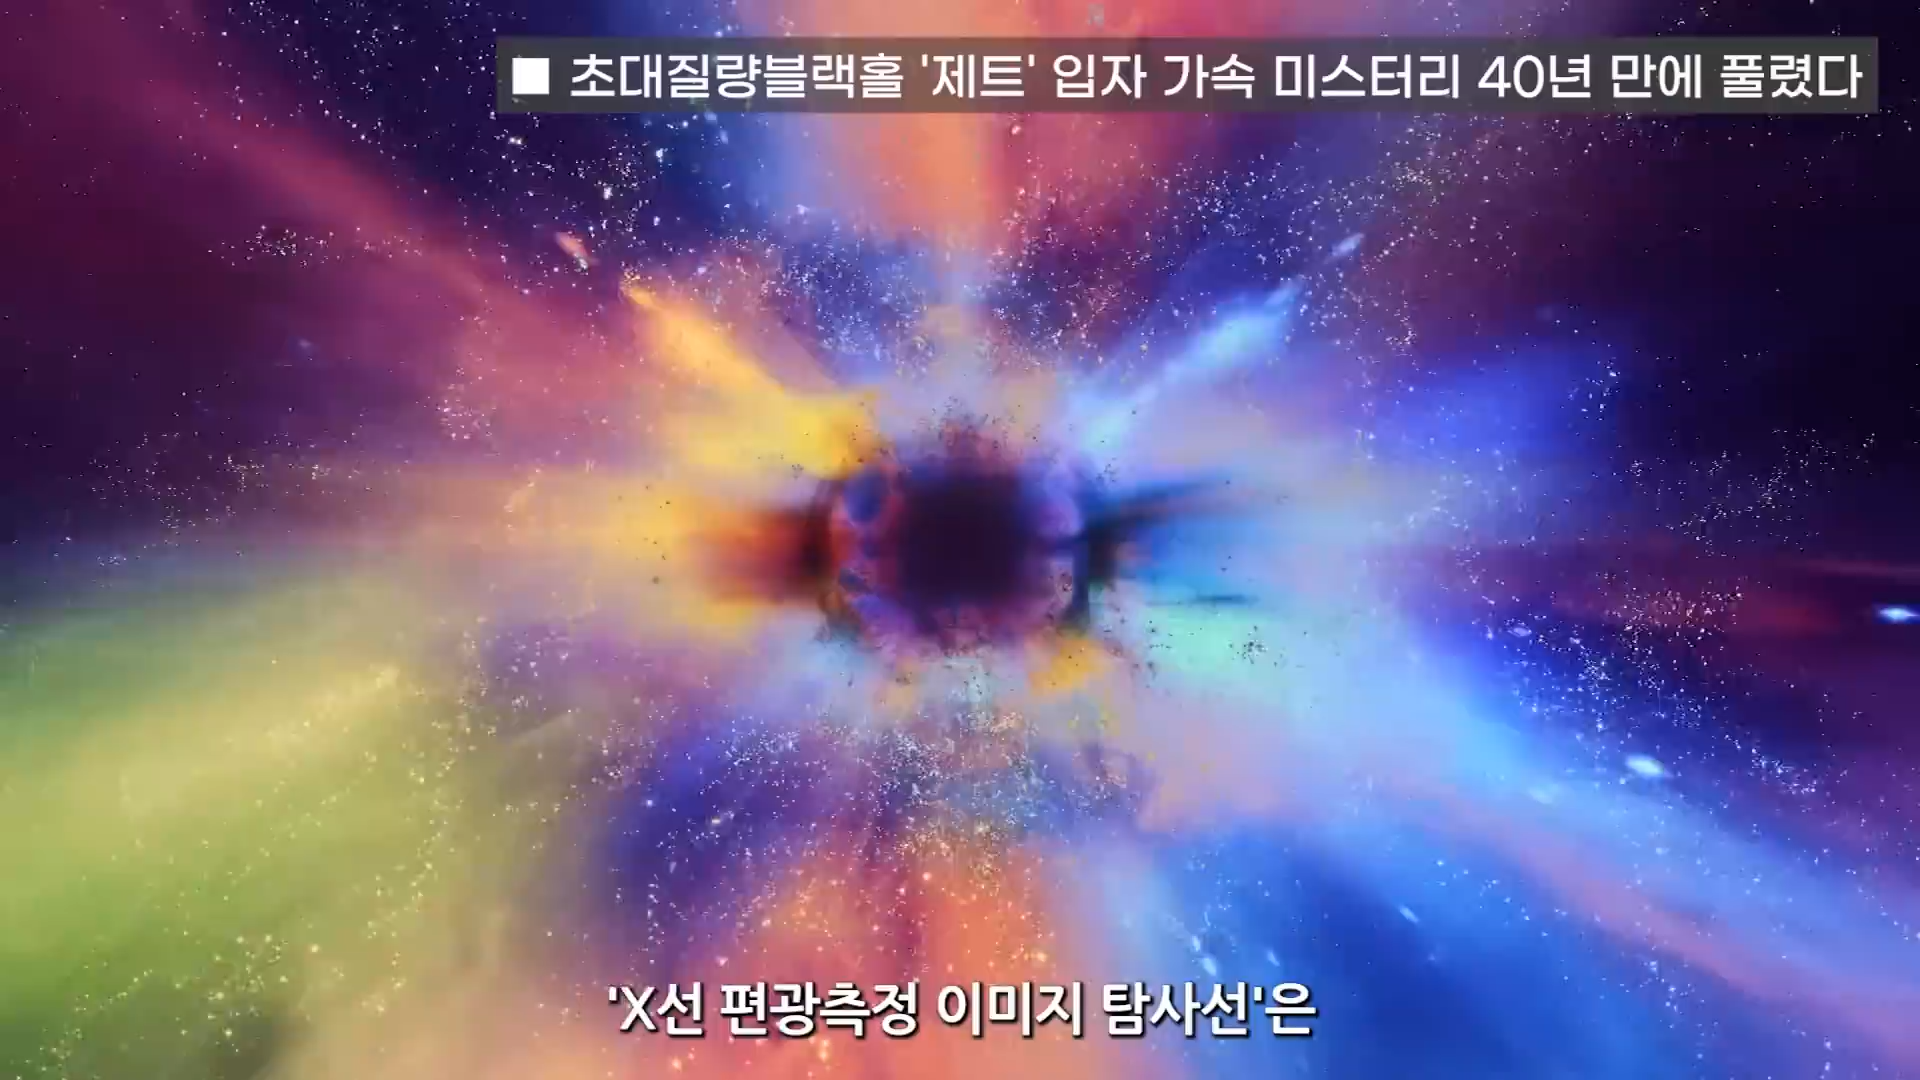 ■ 초대질량블랙홀 '제트' 입자 가속 미스터리 40년 만에 풀렸다
'X선 편광측정 이미지 탐사선'은